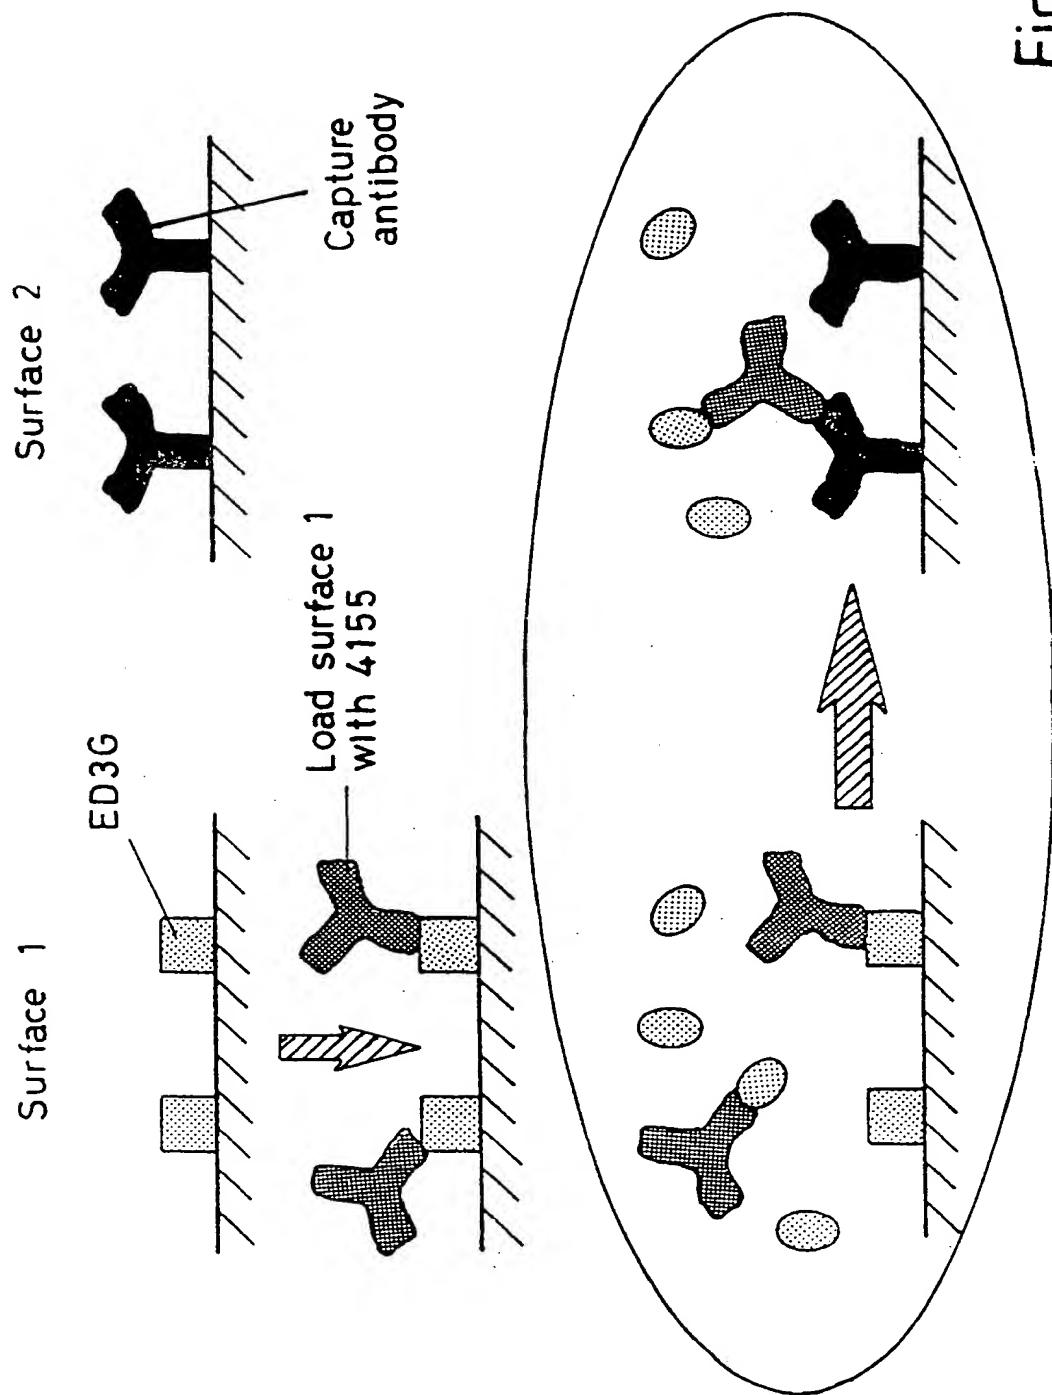 Surface 1
Surface 2
ED3G
Capture
antibody
Load surface 1
with 4155